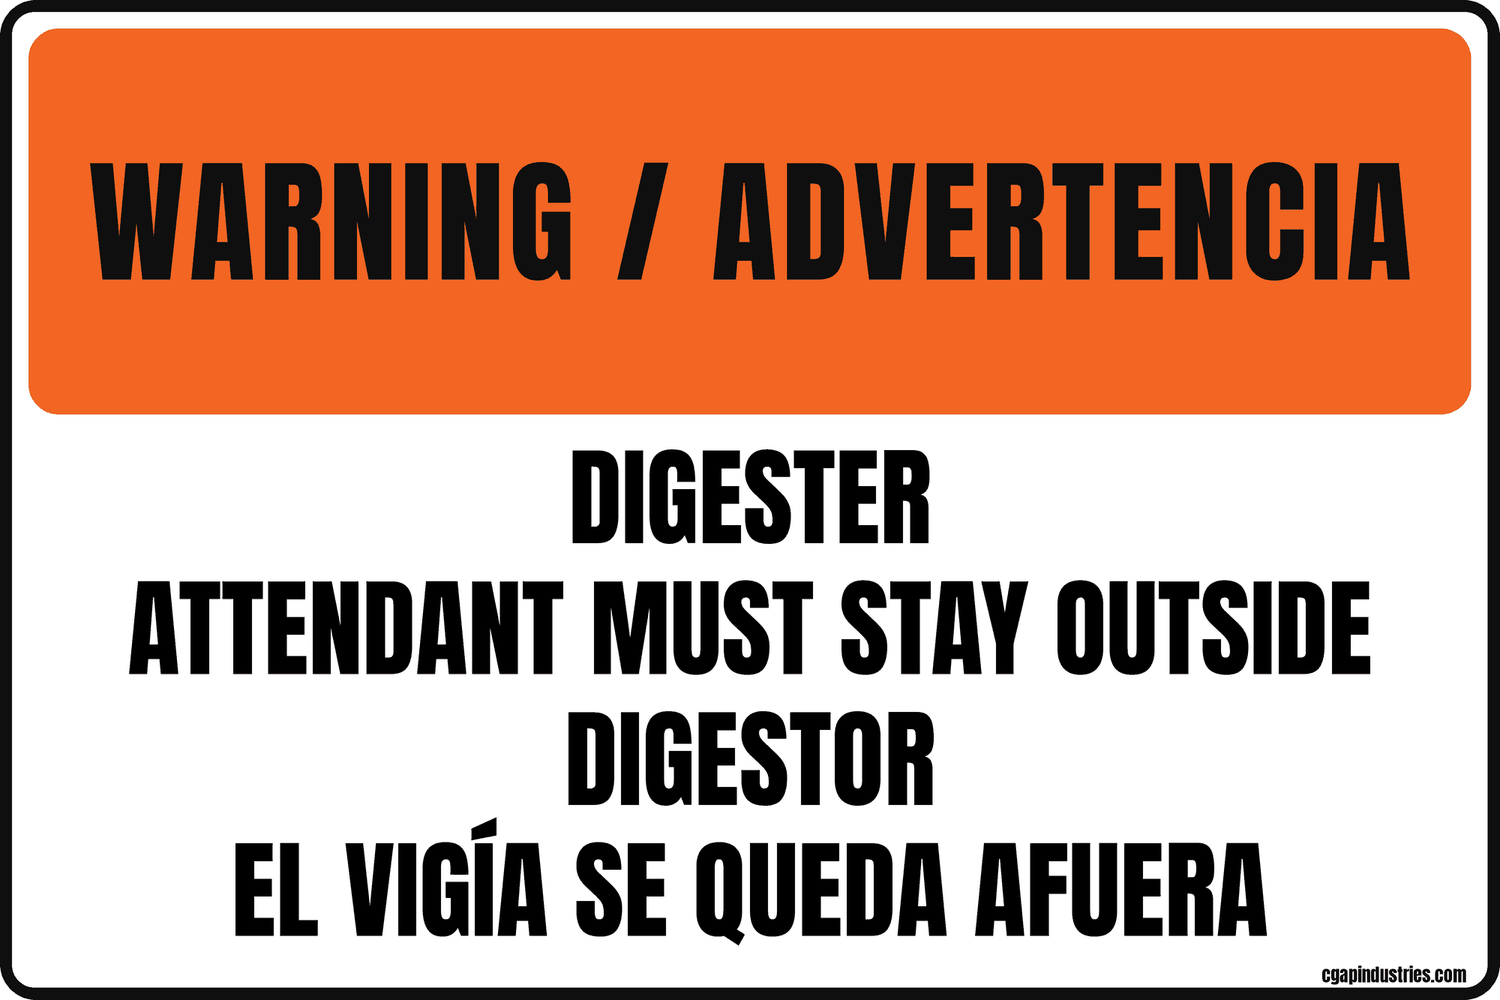 WARNING / ADVERTENCIA
DIGESTER
ATTENDANT MUST STAY OUTSIDE
DIGESTOR
EL VIGÍA SE QUEDA AFUERA
cgapindustries.com